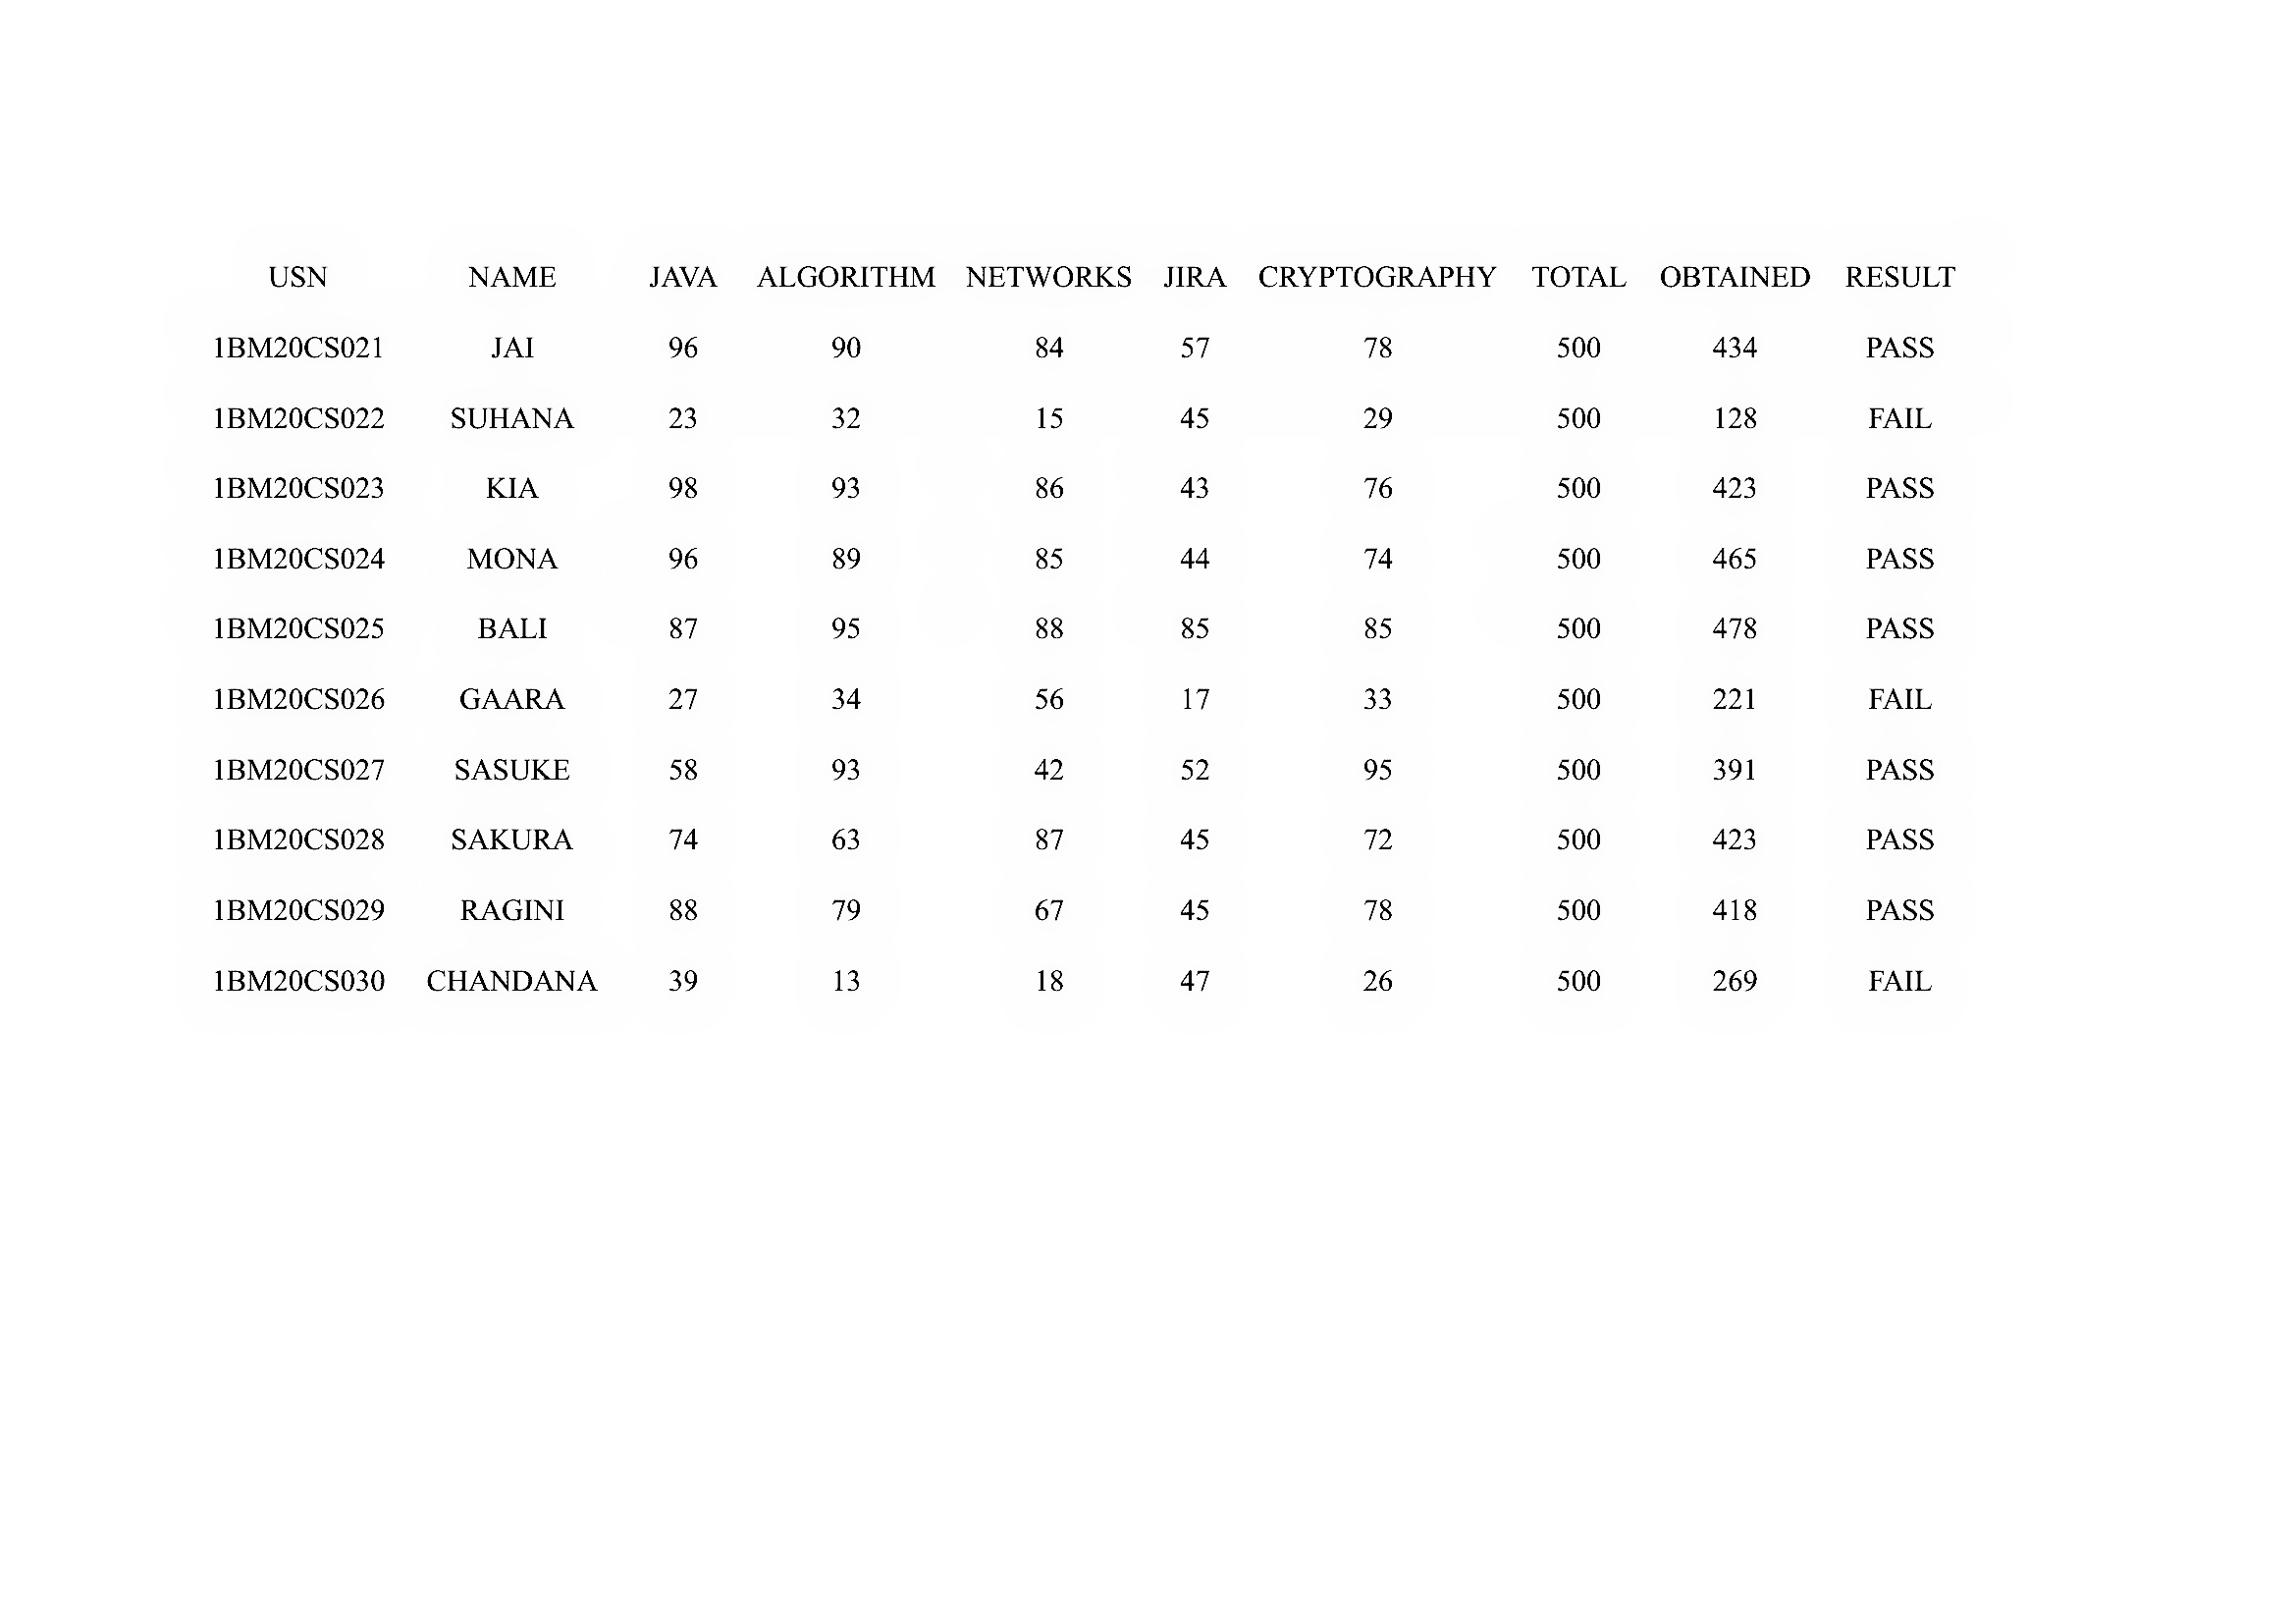 USN NAME JAVA ALGORITHM NETWORKS JIRA CRYPTOGRAPHY TOTAL OBTAINED RESULT
1BM20CS021 JAI 96 90 84 57 78 500 434 PASS
1BM20CS022 SUHANA 23 32 15 45 29 500 128 FAIL
1BM20CS023 KIA 98 93 86 43 76 500 423 PASS
1BM20CS024 MONA 96 89 85 44 74 500 465 PASS
1BM20CS025 BALI 87 95 88 85 85 500 478 PASS
1BM20CS026 GAARA 27 34 56 17 33 500 221 FAIL
1BM20CS027 SASUKE 58 93 42 52 95 500 391 PASS
1BM20CS028 SAKURA 74 63 87 45 72 500 423 PASS
1BM20CS029 RAGINI 88 79 67 45 78 500 418 PASS
1BM20CS030 CHANDANA 39 13 18 47 26 500 269 FAIL